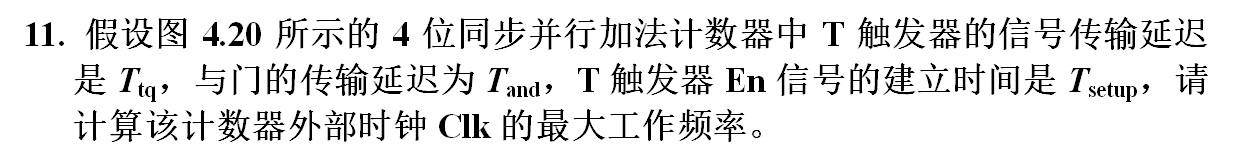 11. 假设图 4.20 所示的 4 位同步并行加法计数器中 T 触发器的信号传输延迟
是 Ttq，与门的传输延迟为 Tand，T 触发器 En 信号的建立时间是 Tsetup，请
计算该计数器外部时钟 Clk 的最大工作频率。